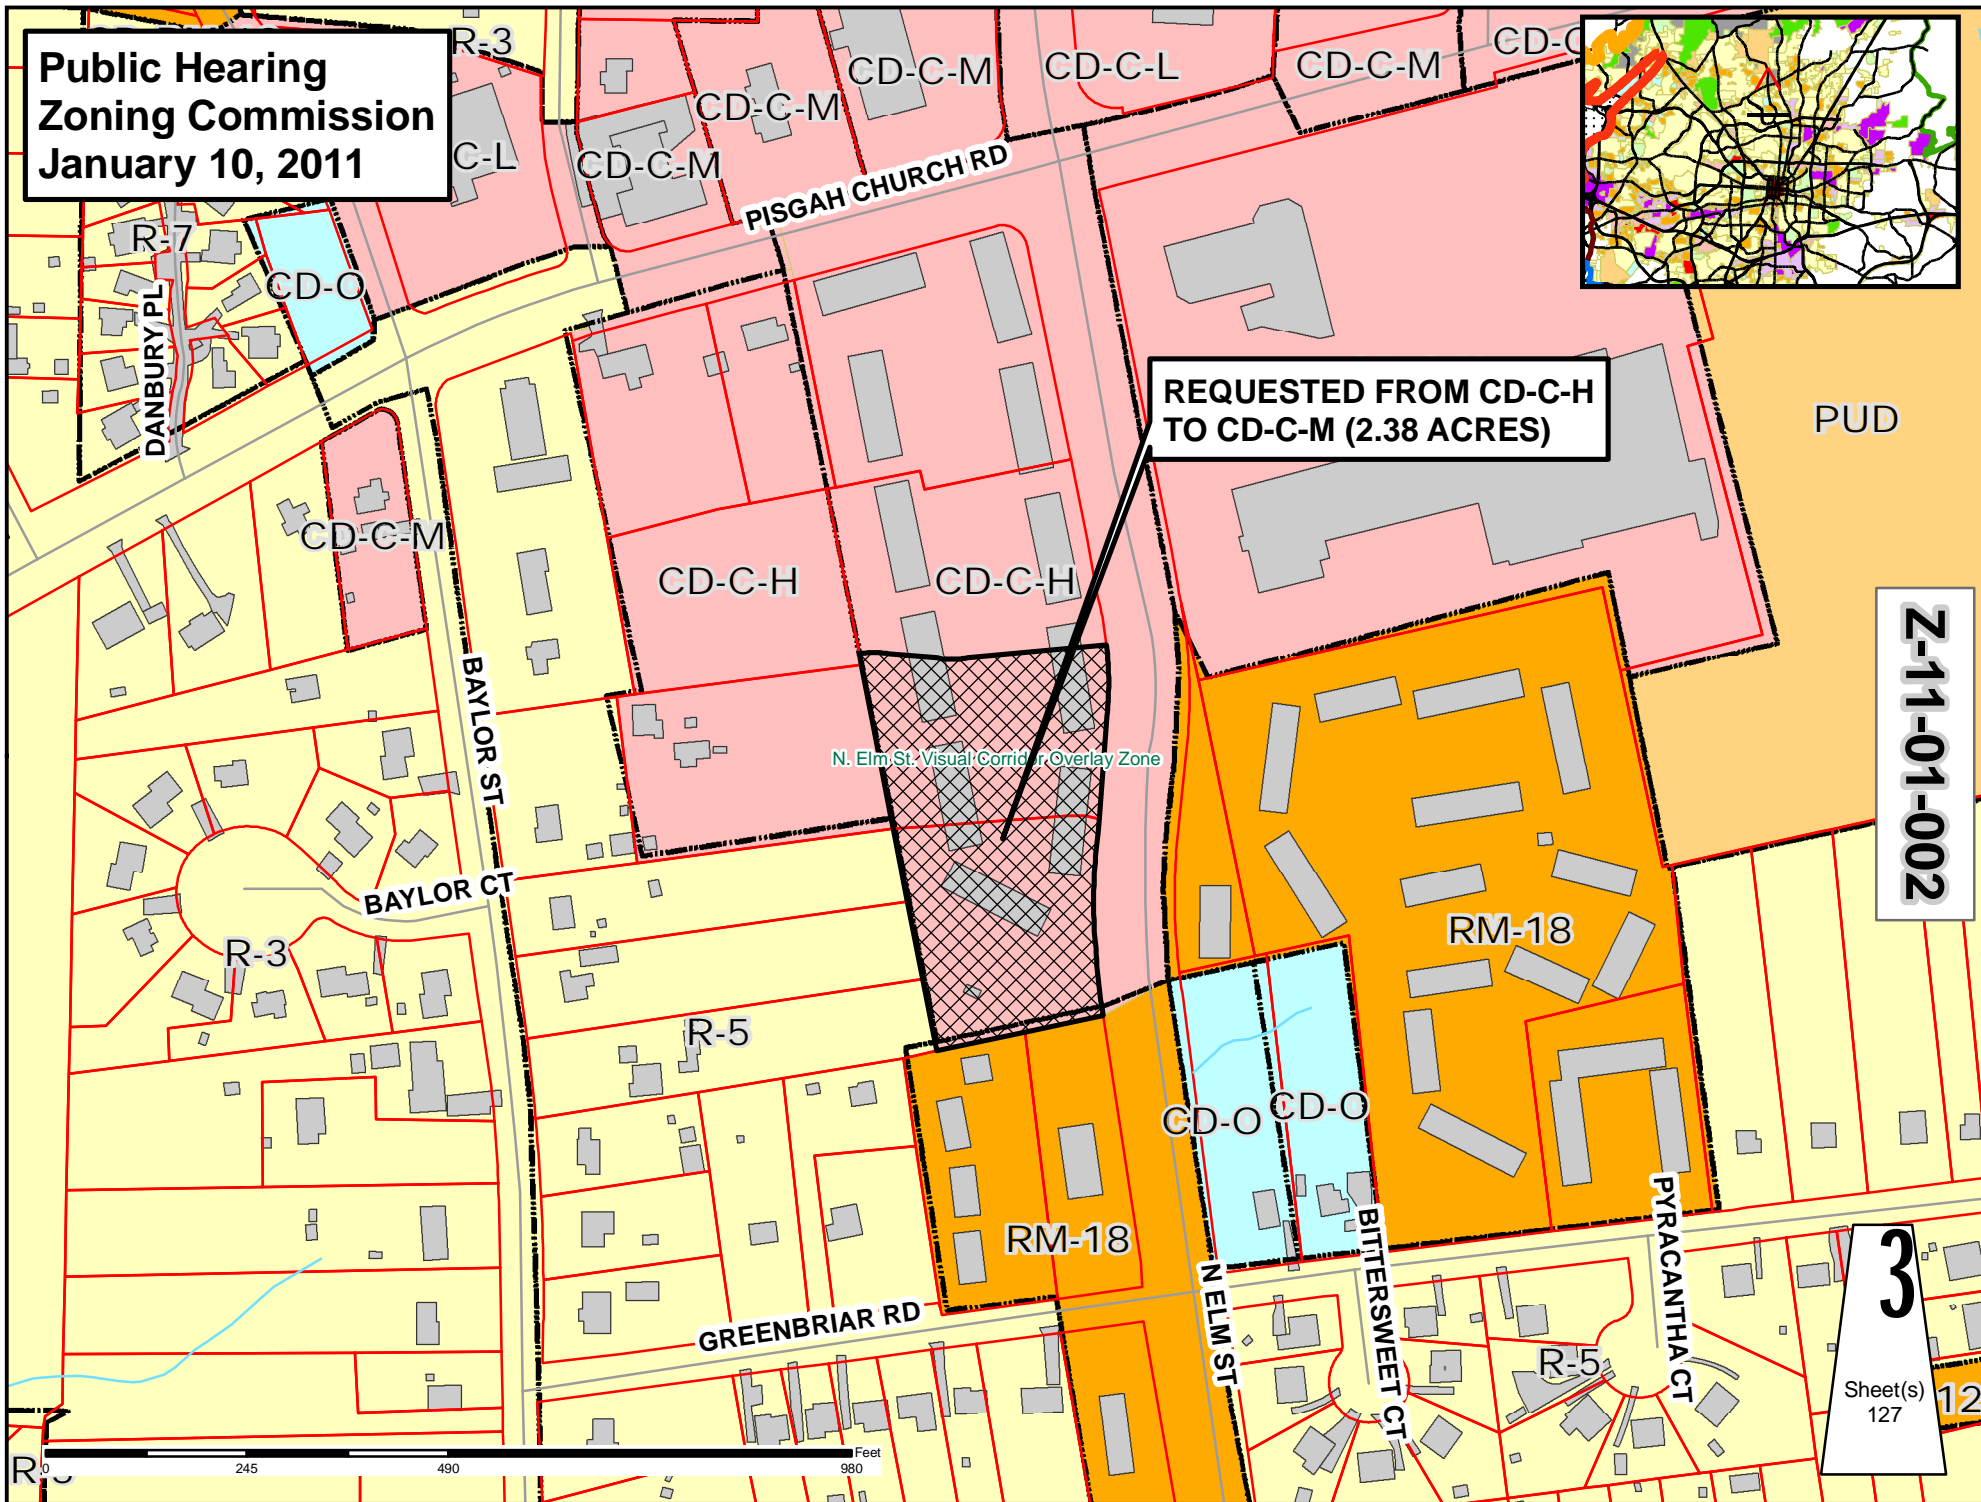 Public Hearing
Zoning Commission
January 10, 2011
R-3
C-L
CD-C-M
CD-C-M
CD-C-M
CD-C-L
CD-C-M
PISGAH CHURCH RD
R-7
CD-O
DANBURY PL
REQUESTED FROM CD-C-H
TO CD-C-M (2.38 ACRES)
PUD
CD-C-M
CD-C-H
CD-C-H
Z-11-01-002
BAYLOR ST
N. Elm St. Visual Corridor Overlay Zone
BAYLOR CT
R-3
RM-18
R-5
CD-O
CD-O
RM-18
N ELM ST
BITTERSWEET CT
PYRACANTHA CT
GREENBRIAR RD
R-5
3
Sheet(s)
127
12
0 245 490 980
Feet